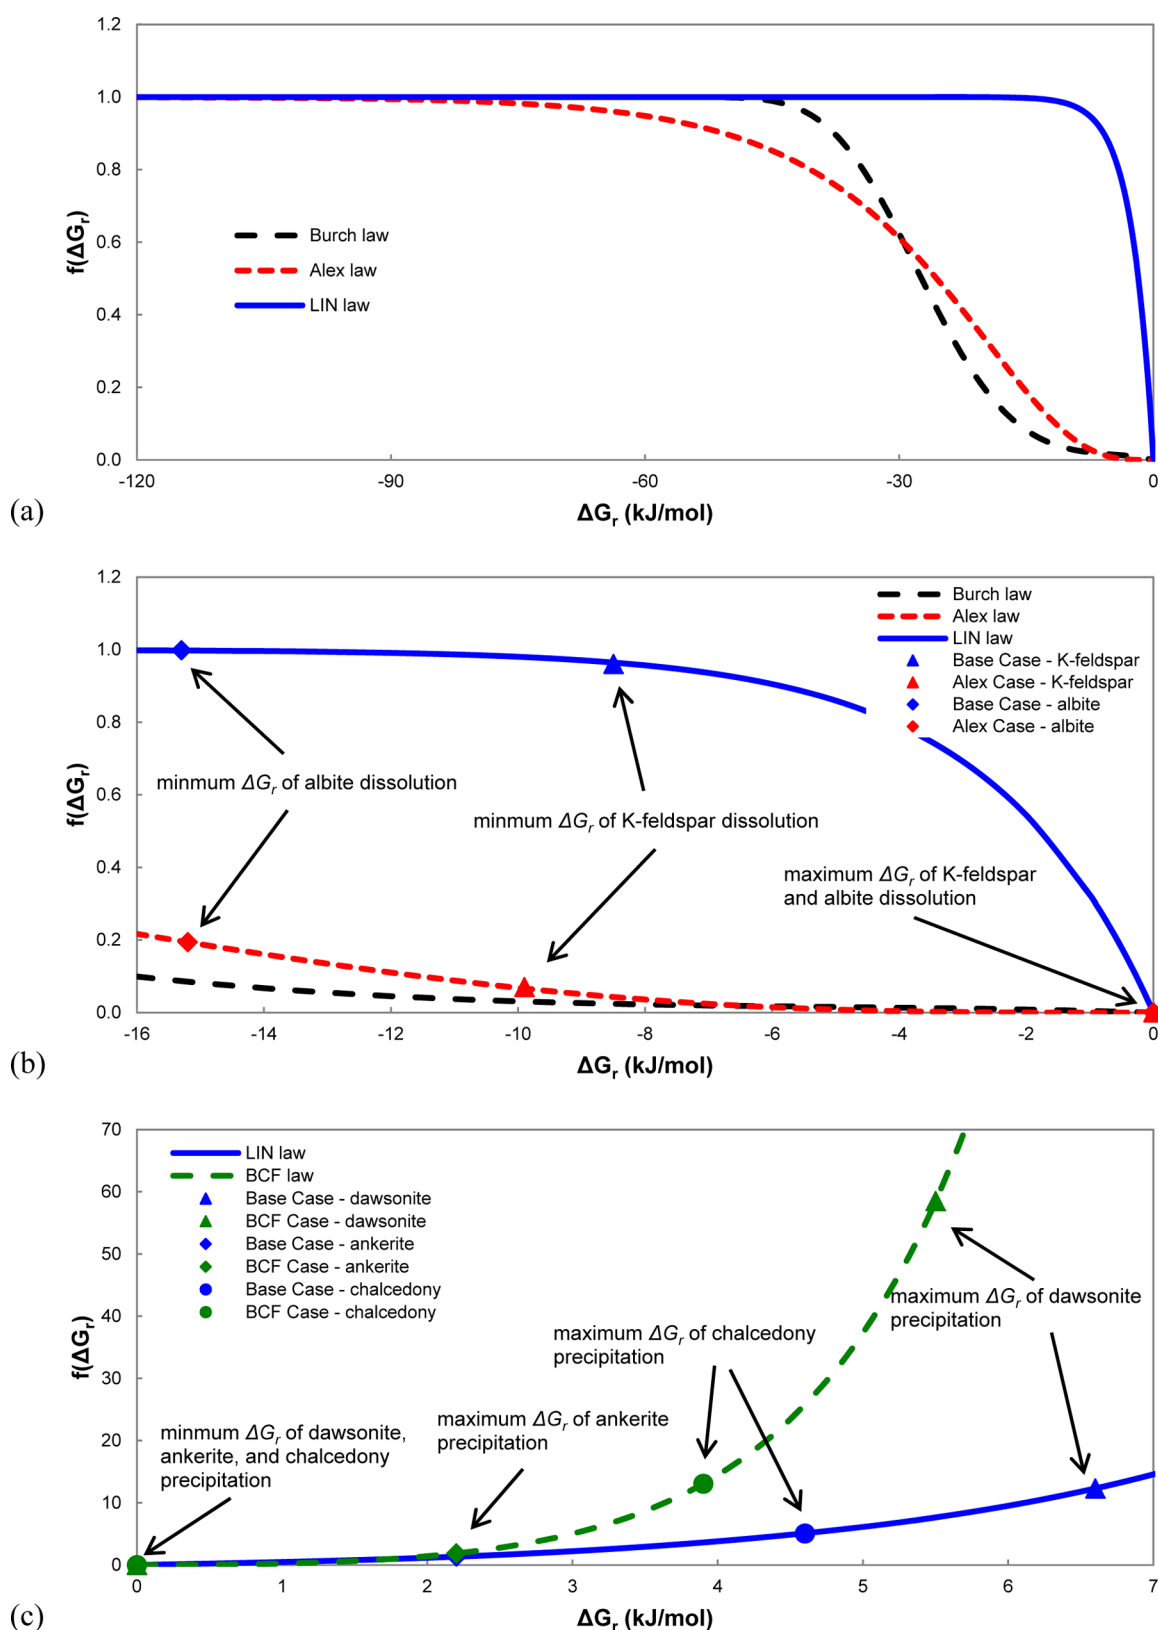 1.2
1.0
0.8
0.6
0.4
0.2
0.0
f(ΔGr)
Burch law
Alex law
LIN law
-120
-90
-60
-30
0
ΔGr (kJ/mol)
(a)
1.2
1.0
0.8
0.6
0.4
0.2
0.0
f(ΔGr)
Burch law
Alex law
LIN law
Base Case - K-feldspar
Alex Case - K-feldspar
Base Case - albite
Alex Case - albite
minmum ΔGr of albite dissolution
minmum ΔGr of K-feldspar dissolution
maximum ΔGr of K-feldspar
and albite dissolution
-16
-14
-12
-10
-8
-6
-4
-2
0
ΔGr (kJ/mol)
(b)
70
60
50
40
30
20
10
0
f(ΔGr)
LIN law
BCF law
Base Case - dawsonite
BCF Case - dawsonite
Base Case - ankerite
BCF Case - ankerite
Base Case - chalcedony
BCF Case - chalcedony
maximum ΔGr of dawsonite
precipitation
maximum ΔGr of chalcedony
precipitation
maximum ΔGr of ankerite
precipitation
minmum ΔGr of dawsonite,
ankerite, and chalcedony
precipitation
0
1
2
3
4
5
6
7
ΔGr (kJ/mol)
(c)